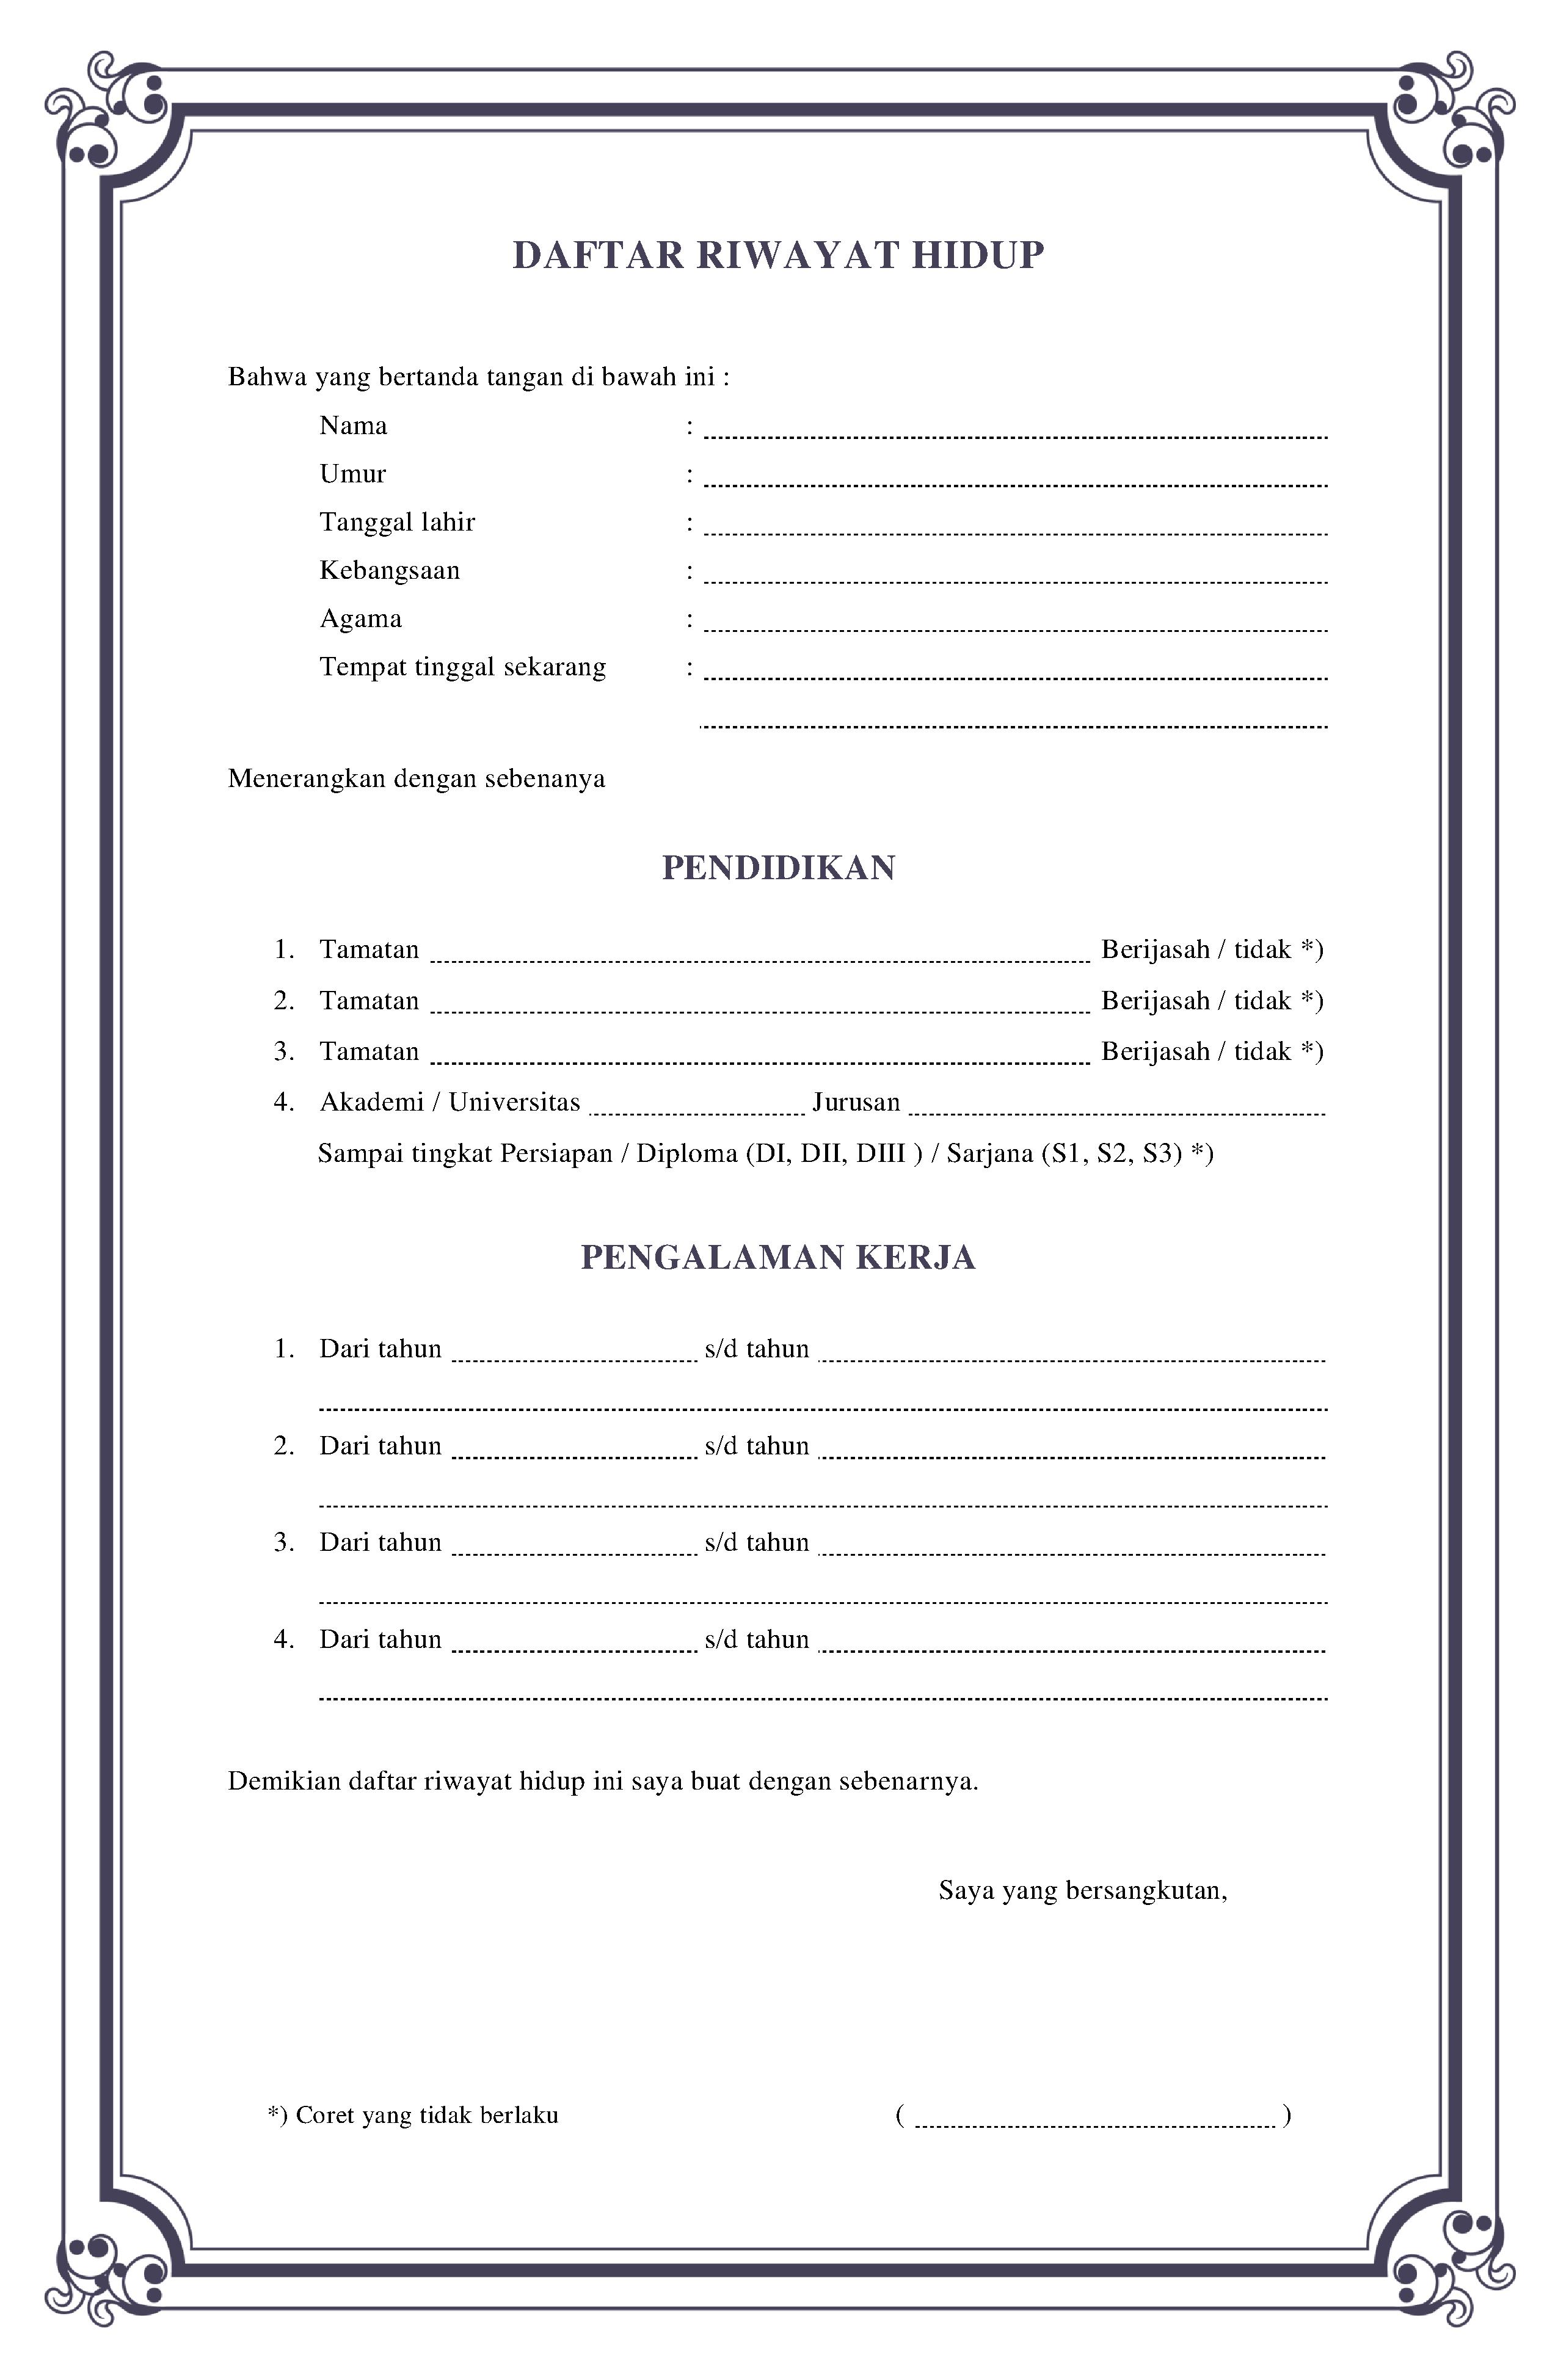 DAFTAR RIWAYAT HIDUP
Bahwa yang bertanda tangan di bawah ini :
Nama :
Umur :
Tanggal lahir :
Kebangsaan :
Agama :
Tempat tinggal sekarang :
Menerangkan dengan sebenanya
PENDIDIKAN
1. Tamatan Berijasah / tidak *)
2. Tamatan Berijasah / tidak *)
3. Tamatan Berijasah / tidak *)
4. Akademi / Universitas Jurusan
Sampai tingkat Persiapan / Diploma (DI, DII, DIII ) / Sarjana (S1, S2, S3) *)
PENGALAMAN KERJA
1. Dari tahun s/d tahun
2. Dari tahun s/d tahun
3. Dari tahun s/d tahun
4. Dari tahun s/d tahun
Demikian daftar riwayat hidup ini saya buat dengan sebenarnya.
Saya yang bersangkutan,
*) Coret yang tidak berlaku ( )